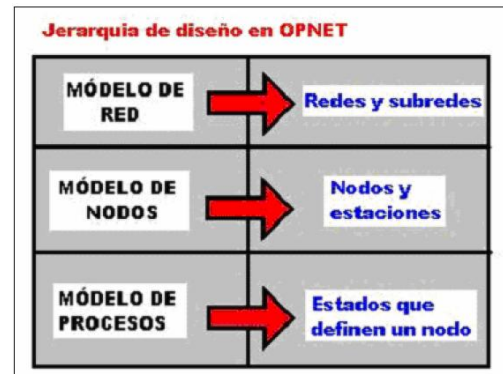 Jerarquia de diseño en OPNET
MÓDELO DE
RED
Redes y subredes
MÓDELO DE
NODOS
Nodos y
estaciones
MÓDELO DE
PROCESOS
Estados que
definen un nodo